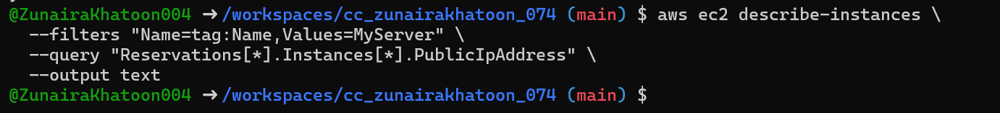 @ZunairaKhatoon004 ➜ /workspaces/cc_zunairakhatoon_074 (main) $ aws ec2 describe-instances \
  --filters "Name=tag:Name,Values=MyServer" \
  --query "Reservations[*].Instances[*].PublicIpAddress" \
  --output text
@ZunairaKhatoon004 ➜ /workspaces/cc_zunairakhatoon_074 (main) $